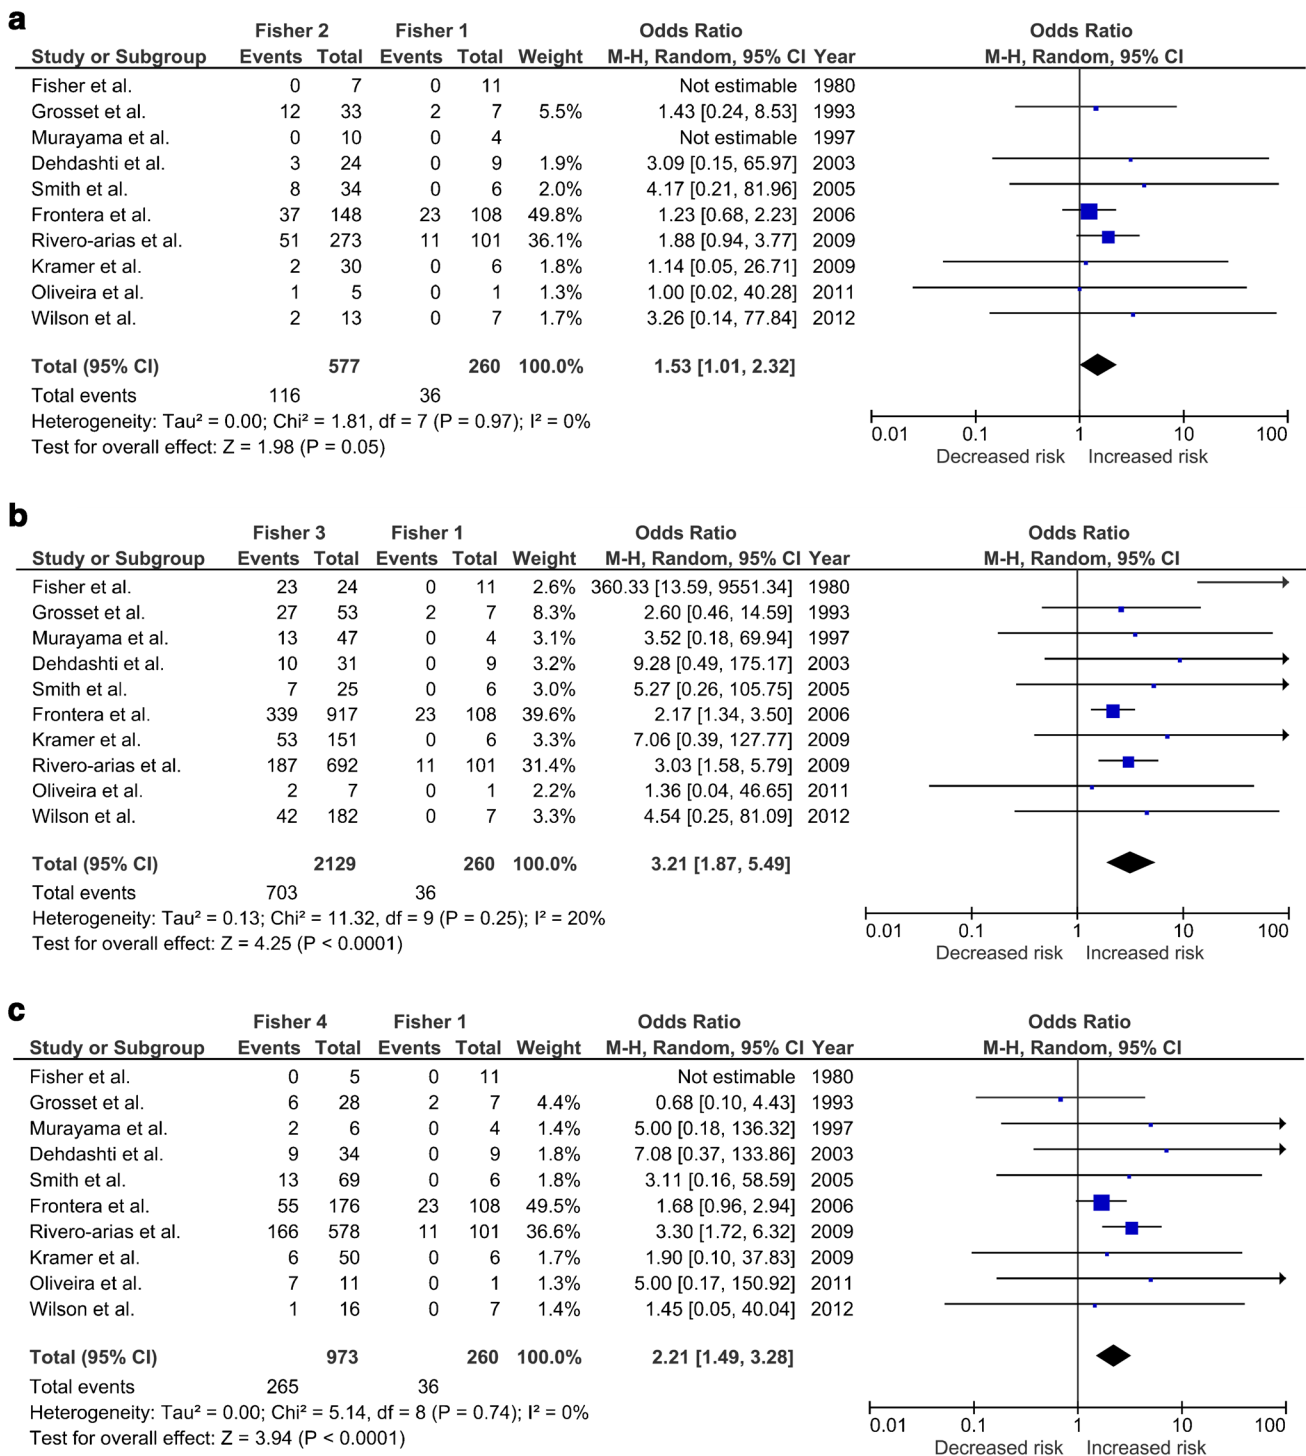 a
Fisher 2 Fisher 1 Odds Ratio Odds Ratio
Study or Subgroup Events Total Events Total Weight M-H, Random, 95% CI Year M-H, Random, 95% CI
Fisher et al. 0 7 0 11 Not estimable 1980
Grosset et al. 12 33 2 7 5.5% 1.43 [0.24, 8.53] 1993
Murayama et al. 0 10 0 4 Not estimable 1997
Dehdashti et al. 3 24 0 9 1.9% 3.09 [0.15, 65.97] 2003
Smith et al. 8 34 0 6 2.0% 4.17 [0.21, 81.96] 2005
Frontera et al. 37 148 23 108 49.8% 1.23 [0.68, 2.23] 2006
Rivero-arias et al. 51 273 11 101 36.1% 1.88 [0.94, 3.77] 2009
Kramer et al. 2 30 0 6 1.8% 1.14 [0.05, 26.71] 2009
Oliveira et al. 1 5 0 1 1.3% 1.00 [0.02, 40.28] 2011
Wilson et al. 2 13 0 7 1.7% 3.26 [0.14, 77.84] 2012
Total (95% CI) 577 260 100.0% 1.53 [1.01, 2.32]
Total events 116 36
Heterogeneity: Tau² = 0.00; Chi² = 1.81, df = 7 (P = 0.97); I² = 0%
Test for overall effect: Z = 1.98 (P = 0.05)
0.01 0.1 1 10 100
Decreased risk Increased risk
b
Fisher 3 Fisher 1 Odds Ratio Odds Ratio
Study or Subgroup Events Total Events Total Weight M-H, Random, 95% CI Year M-H, Random, 95% CI
Fisher et al. 23 24 0 11 2.6% 360.33 [13.59, 9551.34] 1980
Grosset et al. 27 53 2 7 8.3% 2.60 [0.46, 14.59] 1993
Murayama et al. 13 47 0 4 3.1% 3.52 [0.18, 69.94] 1997
Dehdashti et al. 10 31 0 9 3.2% 9.28 [0.49, 175.17] 2003
Smith et al. 7 25 0 6 3.0% 5.27 [0.26, 105.75] 2005
Frontera et al. 339 917 23 108 39.6% 2.17 [1.34, 3.50] 2006
Kramer et al. 53 151 0 6 3.3% 7.06 [0.39, 127.77] 2009
Rivero-arias et al. 187 692 11 101 31.4% 3.03 [1.58, 5.79] 2009
Oliveira et al. 2 7 0 1 2.2% 1.36 [0.04, 46.65] 2011
Wilson et al. 42 182 0 7 3.3% 4.54 [0.25, 81.09] 2012
Total (95% CI) 2129 260 100.0% 3.21 [1.87, 5.49]
Total events 703 36
Heterogeneity: Tau² = 0.13; Chi² = 11.32, df = 9 (P = 0.25); I² = 20%
Test for overall effect: Z = 4.25 (P < 0.0001)
0.01 0.1 1 10 100
Decreased risk Increased risk
c
Fisher 4 Fisher 1 Odds Ratio Odds Ratio
Study or Subgroup Events Total Events Total Weight M-H, Random, 95% CI Year M-H, Random, 95% CI
Fisher et al. 0 5 0 11 Not estimable 1980
Grosset et al. 6 28 2 7 4.4% 0.68 [0.10, 4.43] 1993
Murayama et al. 2 6 0 4 1.4% 5.00 [0.18, 136.32] 1997
Dehdashti et al. 9 34 0 9 1.8% 7.08 [0.37, 133.86] 2003
Smith et al. 13 69 0 6 1.8% 3.11 [0.16, 58.59] 2005
Frontera et al. 55 176 23 108 49.5% 1.68 [0.96, 2.94] 2006
Rivero-arias et al. 166 578 11 101 36.6% 3.30 [1.72, 6.32] 2009
Kramer et al. 6 50 0 6 1.7% 1.90 [0.10, 37.83] 2009
Oliveira et al. 7 11 0 1 1.3% 5.00 [0.17, 150.92] 2011
Wilson et al. 1 16 0 7 1.4% 1.45 [0.05, 40.04] 2012
Total (95% CI) 973 260 100.0% 2.21 [1.49, 3.28]
Total events 265 36
Heterogeneity: Tau² = 0.00; Chi² = 5.14, df = 8 (P = 0.74); I² = 0%
Test for overall effect: Z = 3.94 (P < 0.0001)
0.01 0.1 1 10 100
Decreased risk Increased risk